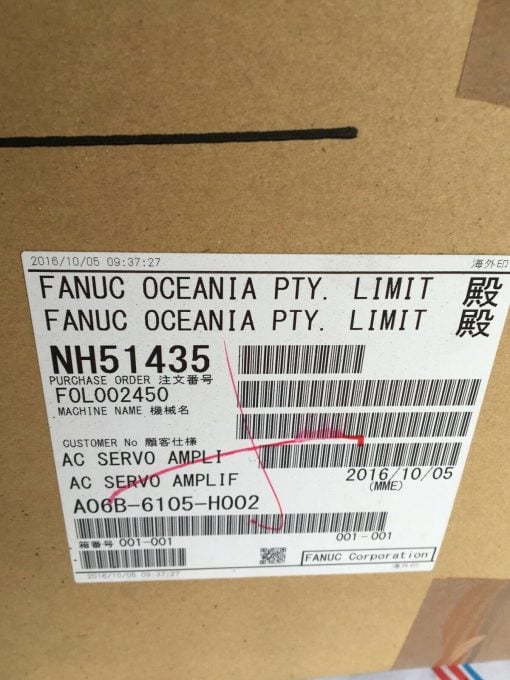 2016/10/05 09:37:27 海外印
FANUC OCEANIA PTY. LIMIT 殿
FANUC OCEANIA PTY. LIMIT 殿
NH51435
PURCHASE ORDER 注文番号
FOL002450
MACHINE NAME 機械名
CUSTOMER No 顧客仕様
AC SERVO AMPLI
2016/10/05
AC SERVO AMPLIF
(MME)
A06B-6105-H002
箱番号 001-001
001-001
FANUC Corporation
2016/10/05 09:37:27 海外印